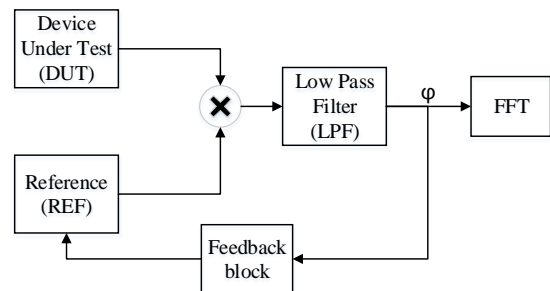 Device
Under Test
(DUT)
Low Pass
Filter
(LPF)
φ
FFT
Reference
(REF)
Feedback
block